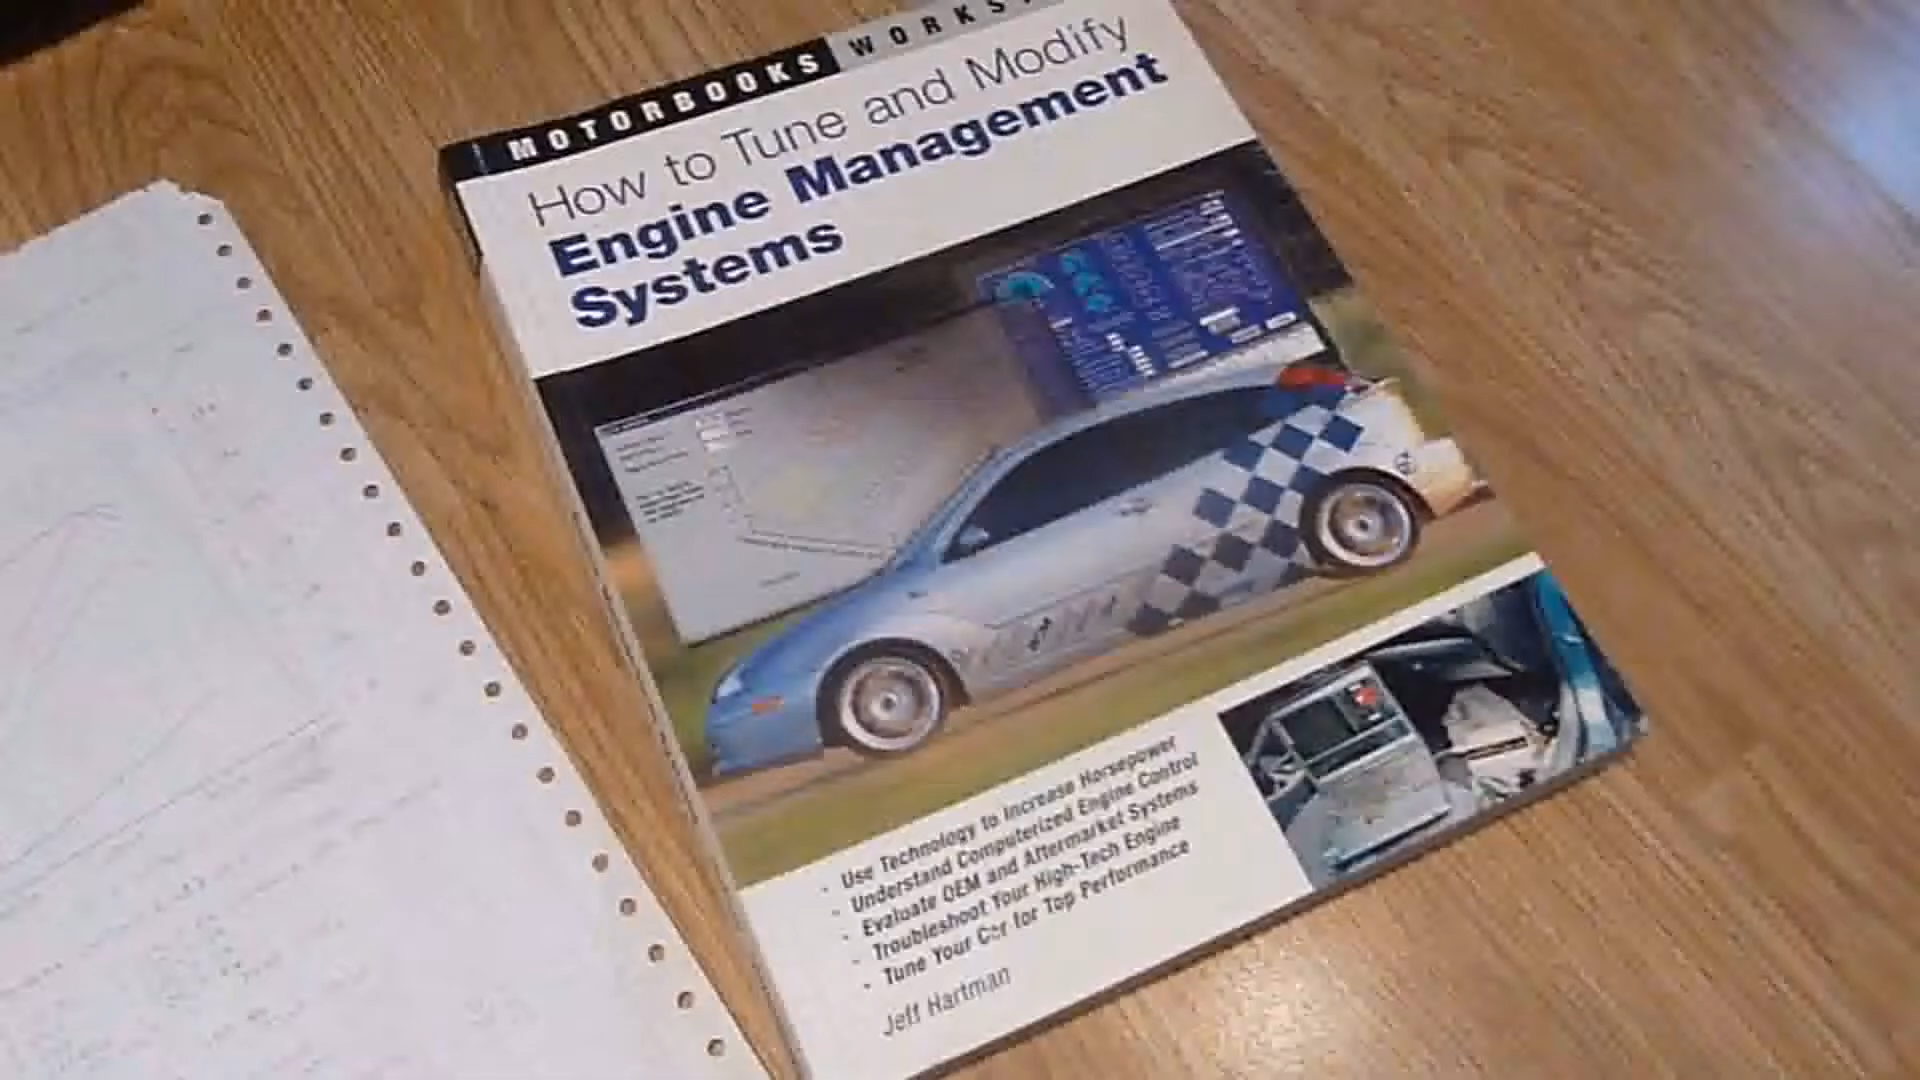 MOTORBOOKS WORKS
How to Tune and Modify
Engine Management
Systems
- Use Technology to Increase Horsepower
- Understand Computerized Engine Control
- Evaluate OEM and Aftermarket Systems
- Troubleshoot Your High-Tech Engine
- Tune Your Car for Top Performance
Jeff Hartman